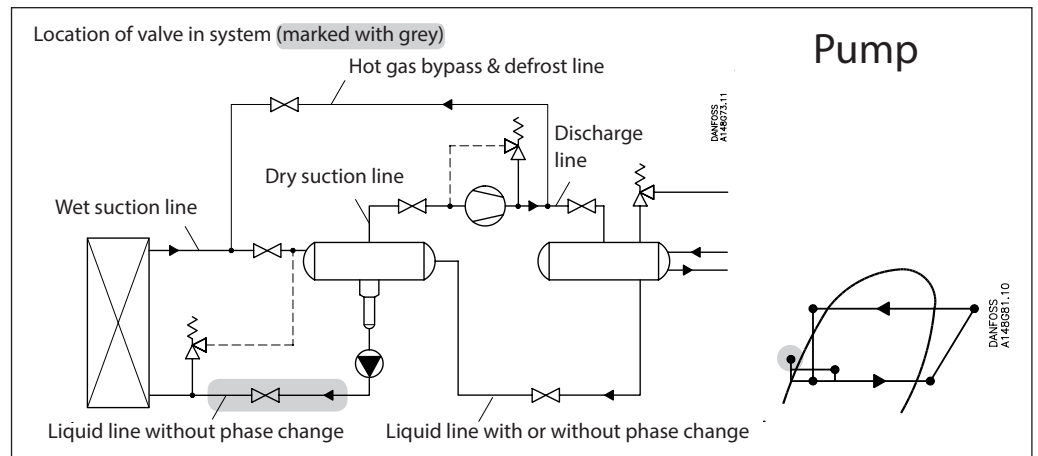 Location of valve in system (marked with grey)
Pump
Hot gas bypass & defrost line
DANFOSS
A148G73.11
Discharge
line
Dry suction line
Wet suction line
DANFOSS
A148G81.10
Liquid line without phase change
Liquid line with or without phase change